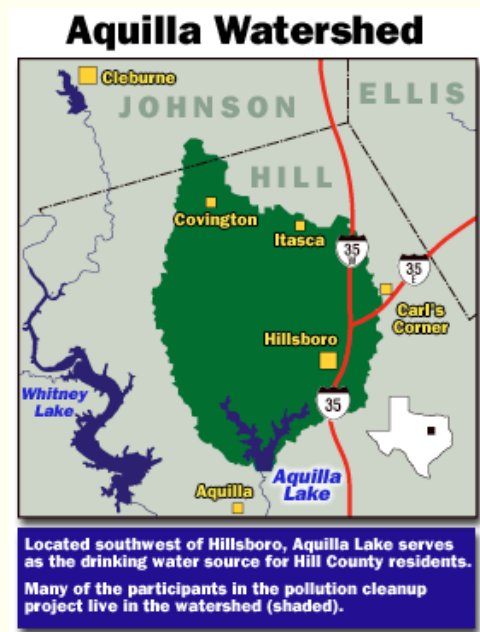 Aquilla Watershed
Cleburne
JOHNSON
ELLIS
HILL
Covington
Itasca
35
W
35
E
Carl's
Corner
Hillsboro
35
Whitney
Lake
Aquilla
Lake
Aquilla
Located southwest of Hillsboro, Aquilla Lake serves
as the drinking water source for Hill County residents.
Many of the participants in the pollution cleanup
project live in the watershed (shaded).